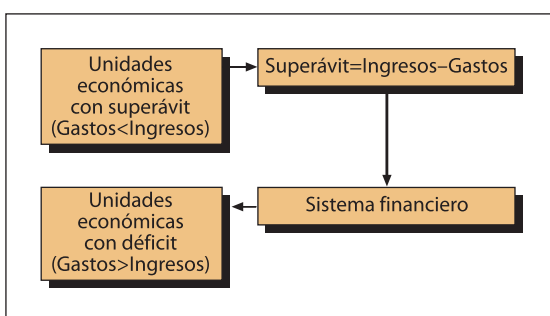 Unidades
económicas
con superávit
(Gastos<Ingresos)
Superávit=Ingresos–Gastos
Unidades
económicas
con déficit
(Gastos>Ingresos)
Sistema financiero